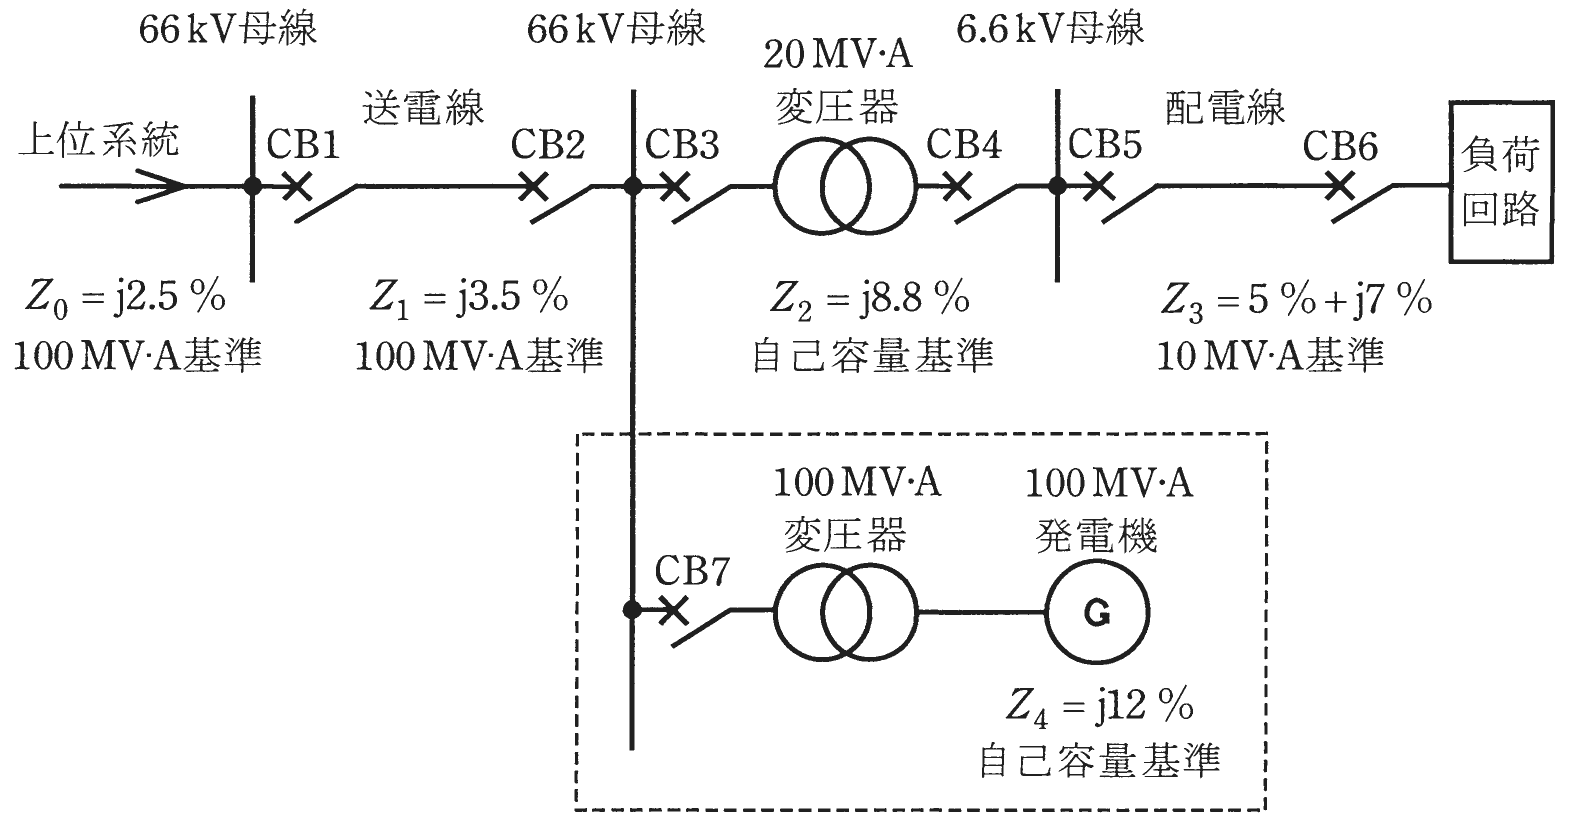 66 kV母線
66 kV母線
20 MV·A
変圧器
6.6 kV母線
上位系統
CB1
送電線
CB2
CB3
CB4
CB5
配電線
CB6
負荷
回路
Z0 = j2.5 %
100 MV·A基準
Z1 = j3.5 %
100 MV·A基準
Z2 = j8.8 %
自己容量基準
Z3 = 5 % + j7 %
10 MV·A基準
CB7
100 MV·A
変圧器
100 MV·A
発電機
G
Z4 = j12 %
自己容量基準